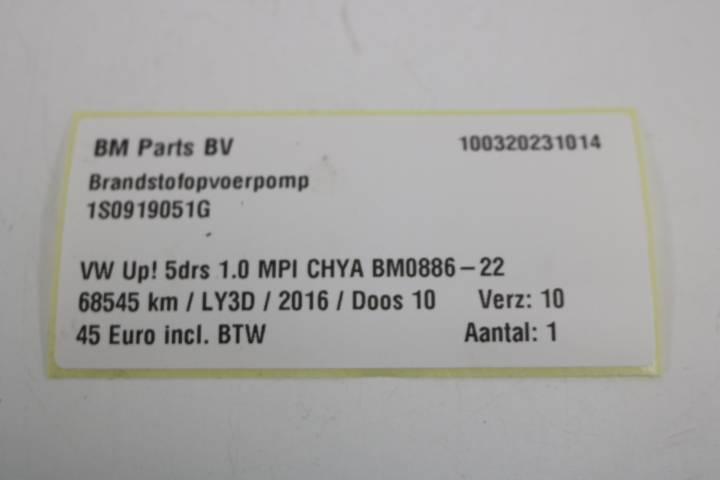 BM Parts BV 100320231014
Brandstofopvoerpomp
1S0919051G
VW Up! 5drs 1.0 MPI CHYA BM0886-22
68545 km / LY3D / 2016 / Doos 10 Verz: 10
45 Euro incl. BTW Aantal: 1